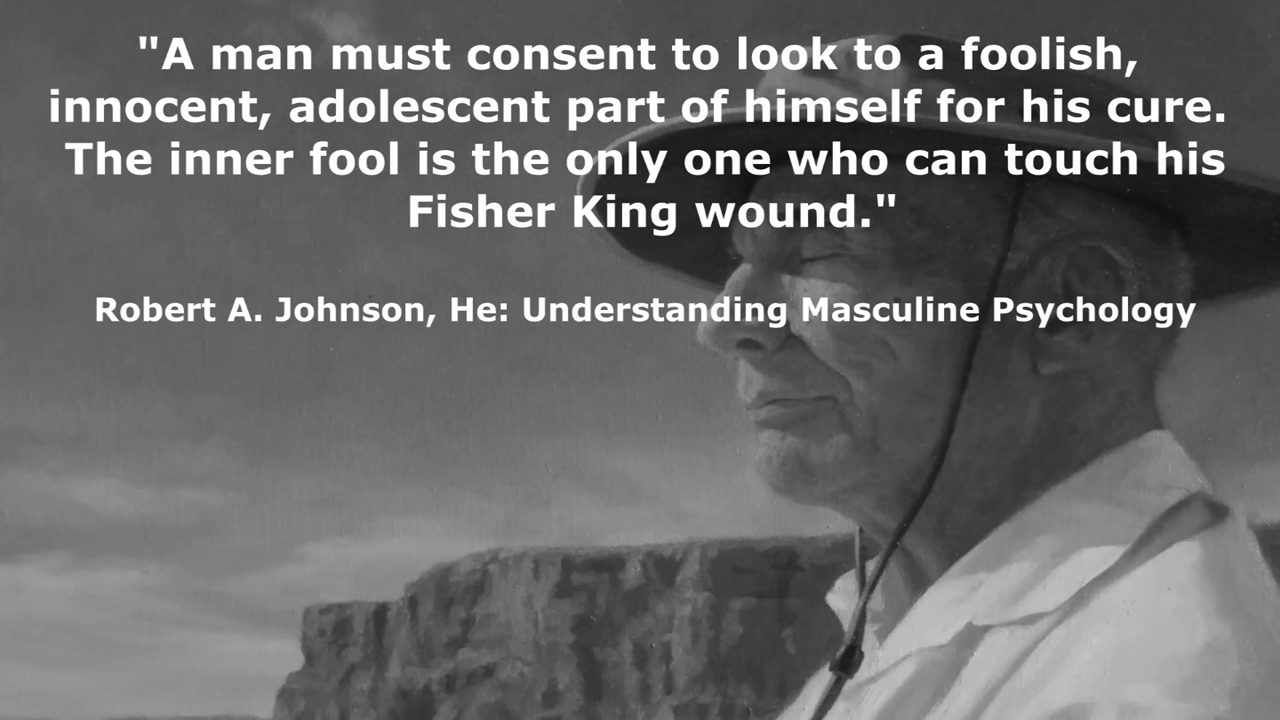 "A man must consent to look to a foolish,
innocent, adolescent part of himself for his cure.
The inner fool is the only one who can touch his
Fisher King wound."
Robert A. Johnson, He: Understanding Masculine Psychology